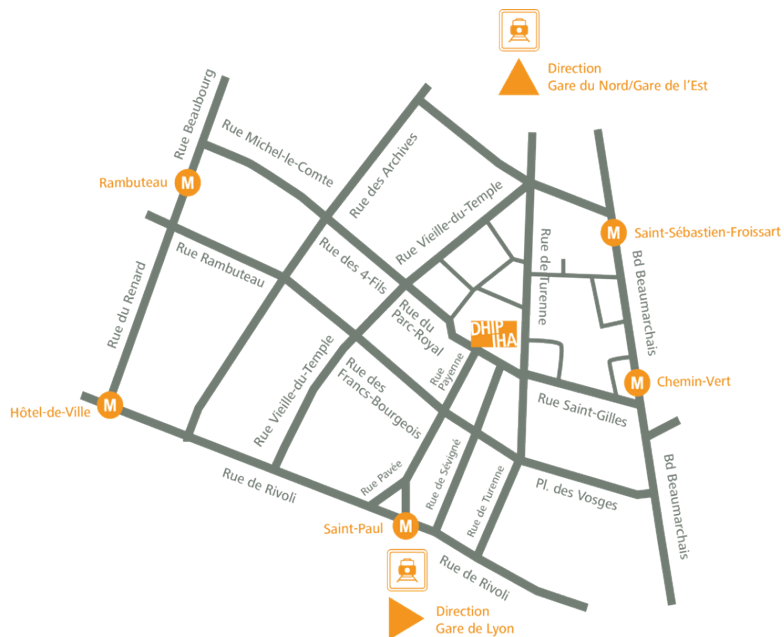 Direction
Gare du Nord/Gare de l'Est
Rue Beaubourg
Rue Michel-le-Comte
Rue des Archives
Rambuteau
M
Rue Vieille-du-Temple
M
Saint-Sébastien-Froissart
Rue Rambuteau
Rue des 4-Fils
Rue de Turenne
Bd Beaumarchais
Rue du Renard
Rue du
Parc-Royal
DHIP
IHA
Rue
Payenne
M
Chemin-Vert
Hôtel-de-Ville
M
Rue Vieille-du-Temple
Rue des
Francs-Bourgeois
Rue Saint-Gilles
Rue de Rivoli
Rue Pavée
Rue de Sévigné
Rue de Turenne
Pl. des Vosges
Bd Beaumarchais
Saint-Paul
M
Rue de Rivoli
Direction
Gare de Lyon